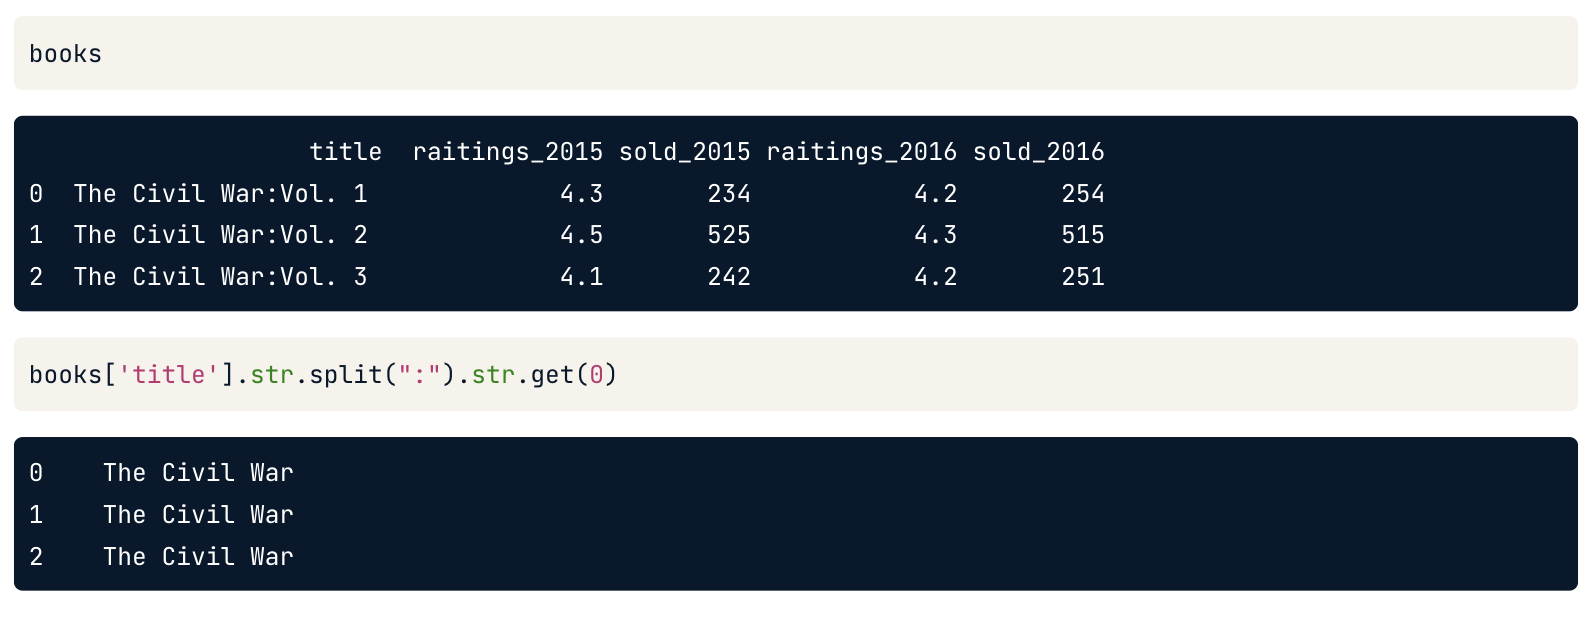 books
title raitings_2015 sold_2015 raitings_2016 sold_2016
0 The Civil War:Vol. 1 4.3 234 4.2 254
1 The Civil War:Vol. 2 4.5 525 4.3 515
2 The Civil War:Vol. 3 4.1 242 4.2 251
books['title'].str.split(":").str.get(0)
0 The Civil War
1 The Civil War
2 The Civil War